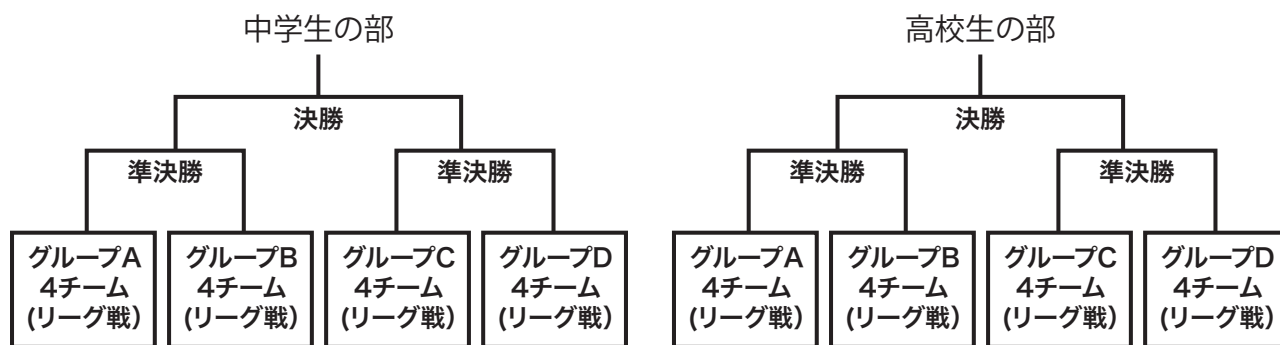 中学生の部
決勝
準決勝
準決勝
グループA
4チーム
(リーグ戦）
グループB
4チーム
(リーグ戦）
グループC
4チーム
(リーグ戦）
グループD
4チーム
(リーグ戦）
高校生の部
決勝
準決勝
準決勝
グループA
4チーム
(リーグ戦）
グループB
4チーム
(リーグ戦）
グループC
4チーム
(リーグ戦）
グループD
4チーム
(リーグ戦）